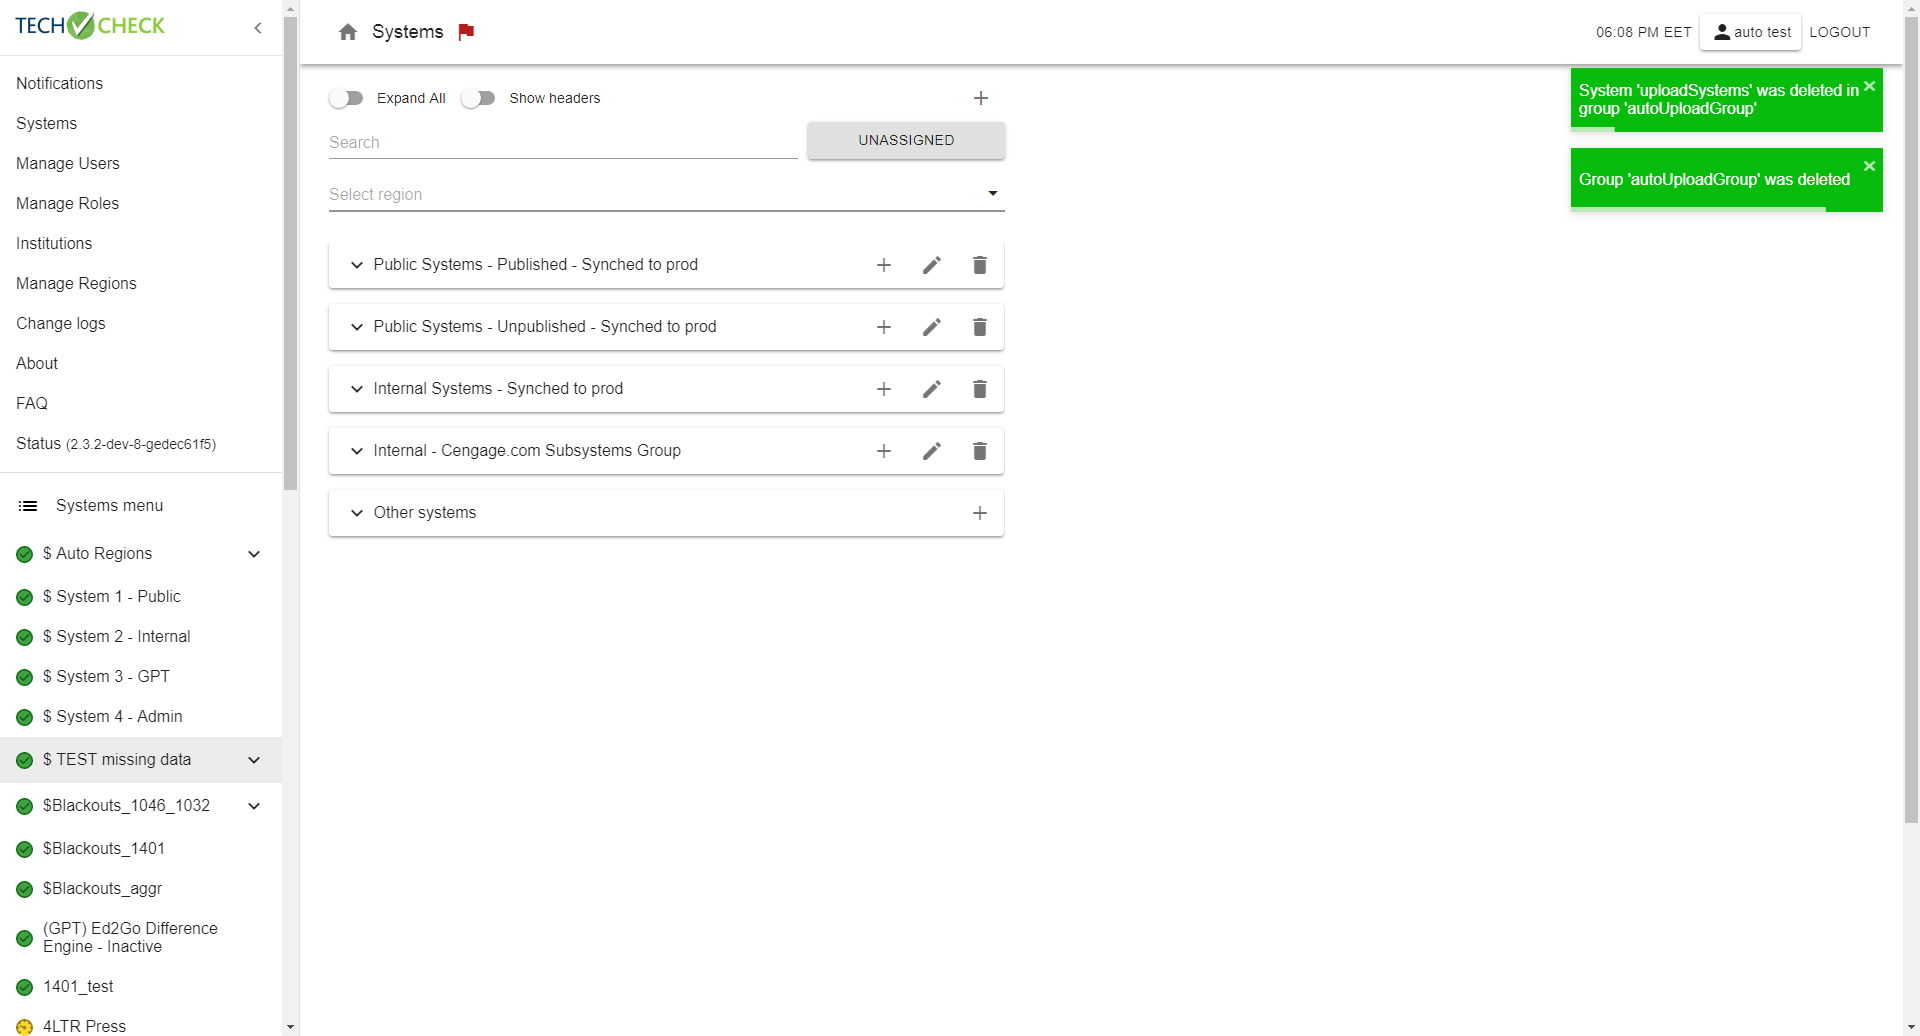 TECH CHECK
Notifications
Systems
Manage Users
Manage Roles
Institutions
Manage Regions
Change logs
About
FAQ
Status (2.3.2-dev-8-gedec61f5)
Systems menu
$ Auto Regions
$ System 1 - Public
$ System 2 - Internal
$ System 3 - GPT
$ System 4 - Admin
$ TEST missing data
$Blackouts_1046_1032
$Blackouts_1401
$Blackouts_aggr
(GPT) Ed2Go Difference
Engine - Inactive
1401_test
4LTR Press
Systems
06:08 PM EET
auto test
LOGOUT
Expand All
Show headers
Search
UNASSIGNED
Select region
Public Systems - Published - Synched to prod
Public Systems - Unpublished - Synched to prod
Internal Systems - Synched to prod
Internal - Cengage.com Subsystems Group
Other systems
System 'uploadSystems' was deleted in
group 'autoUploadGroup'
Group 'autoUploadGroup' was deleted